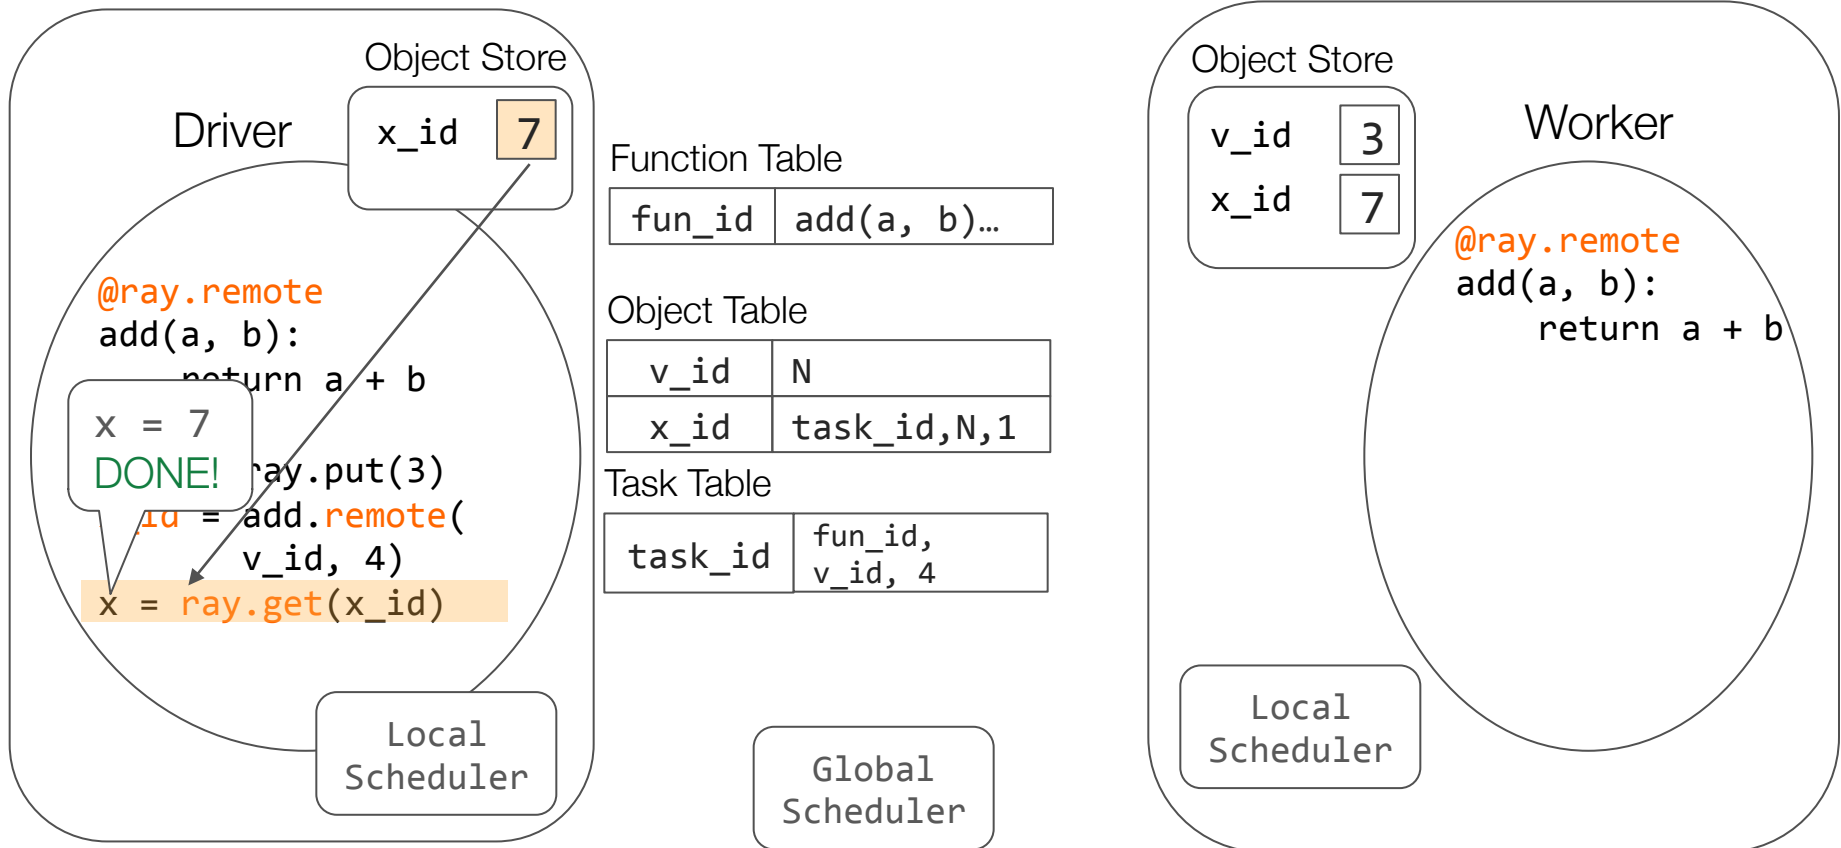 Object Store
x_id 7
Driver
@ray.remote
add(a, b):
return a + b
x = 7
DONE!
ray.put(3)
id = add.remote(
v_id, 4)
x = ray.get(x_id)
Local
Scheduler
Function Table
fun_id add(a, b)…
Object Table
v_id N
x_id task_id,N,1
Task Table
task_id fun_id,
v_id, 4
Global
Scheduler
Object Store
v_id 3
x_id 7
Worker
@ray.remote
add(a, b):
return a + b
Local
Scheduler